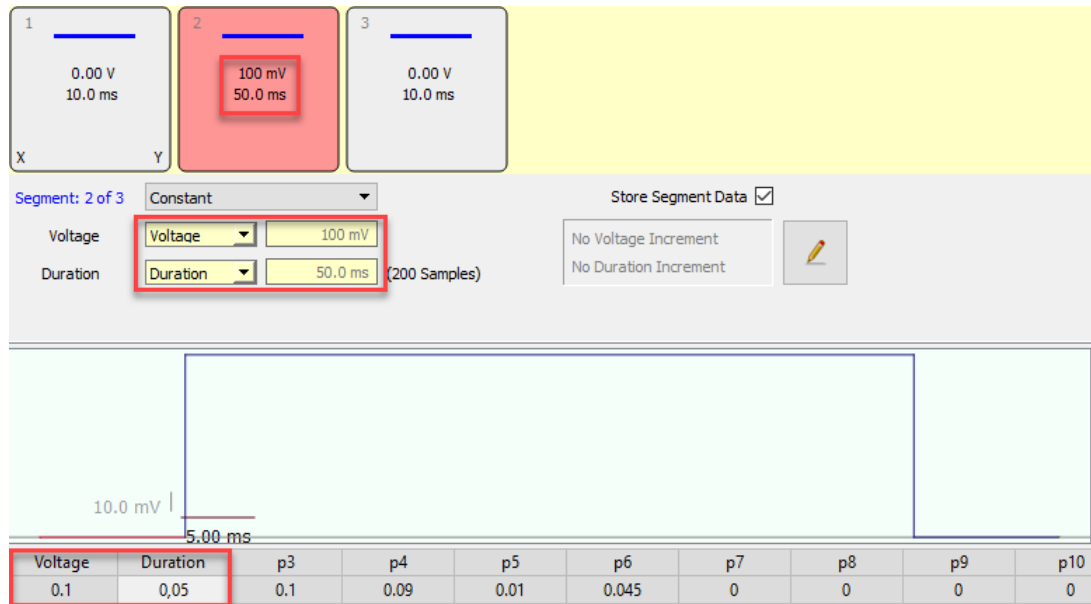 1 2 3
0.00 V 100 mV 0.00 V
10.0 ms 50.0 ms 10.0 ms
X Y
Segment: 2 of 3 Constant Store Segment Data
Voltage Voltage 100 mV No Voltage Increment
Duration Duration 50.0 ms (200 Samples) No Duration Increment
10.0 mV
5.00 ms
Voltage Duration p3 p4 p5 p6 p7 p8 p9 p10
0.1 0,05 0.1 0.09 0.01 0.045 0 0 0 0